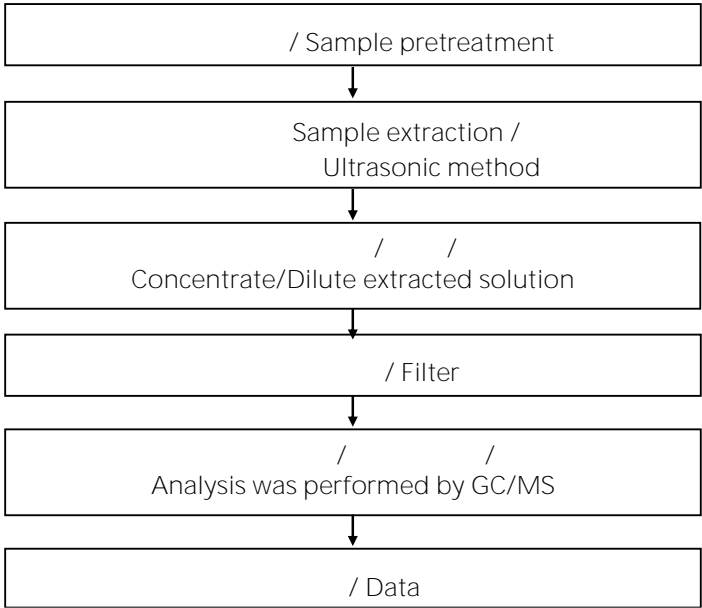 / Sample pretreatment
Sample extraction /
Ultrasonic method
/ /
Concentrate/Dilute extracted solution
/ Filter
/ /
Analysis was performed by GC/MS
/ Data